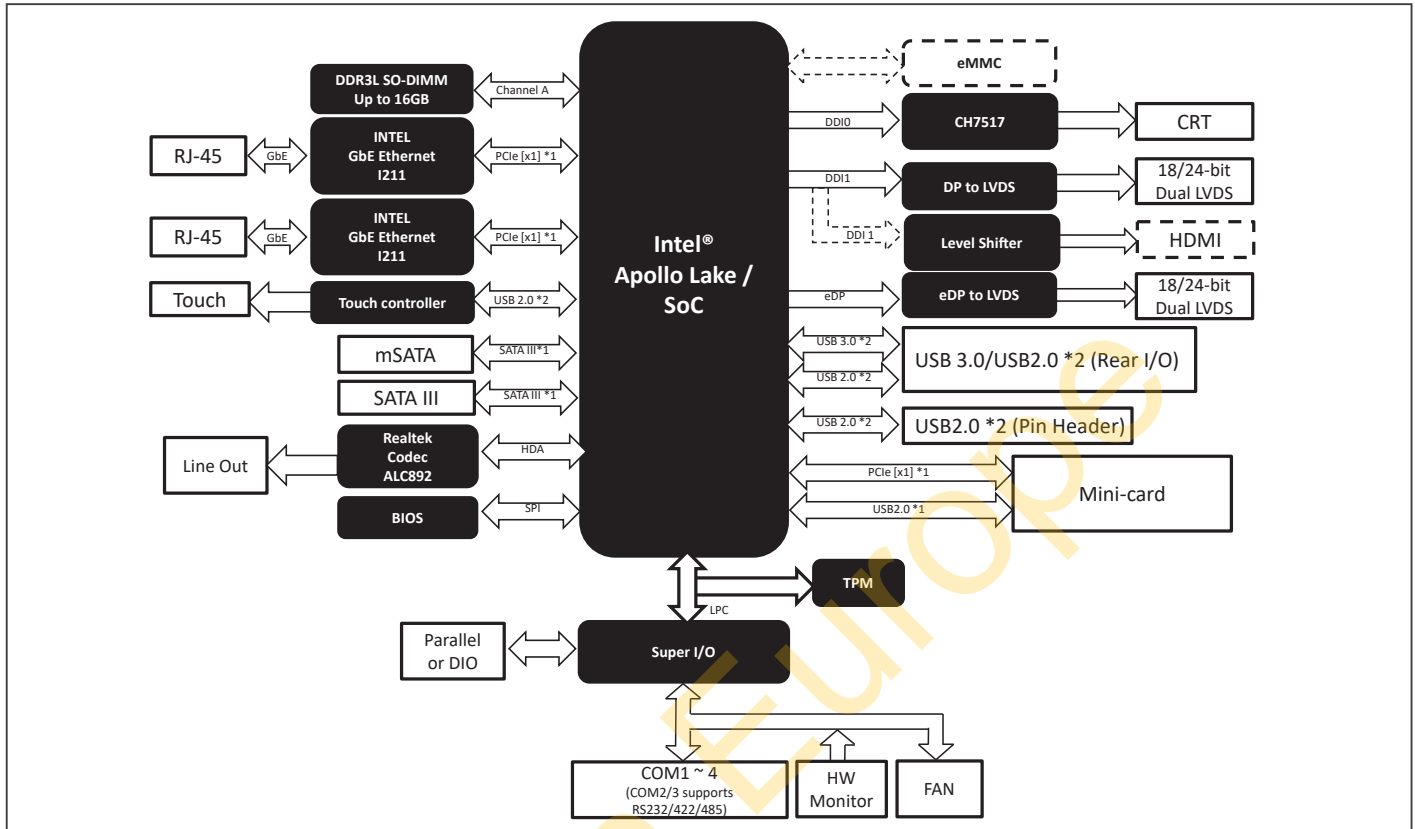 eMMC
DDR3L SO-DIMM
Up to 16GB
Channel A
DDI0
CH7517
CRT
INTEL
GbE Ethernet
I211
RJ-45
GbE
PCIe [x1] *1
DDI1
DP to LVDS
18/24-bit
Dual LVDS
INTEL
GbE Ethernet
I211
RJ-45
GbE
PCIe [x1] *1
Intel®
Apollo Lake /
SoC
DDI 1
Level Shifter
HDMI
Touch
Touch controller
USB 2.0 *2
eDP
eDP to LVDS
18/24-bit
Dual LVDS
mSATA
SATA III*1
USB 3.0 *2
USB 2.0 *2
USB 3.0/USB2.0 *2 (Rear I/O)
SATA III
SATA III *1
USB 2.0 *2
USB2.0 *2 (Pin Header)
Line Out
Realtek
Codec
ALC892
HDA
PCIe [x1] *1
USB2.0 *1
Mini-card
BIOS
SPI
TPM
LPC
Parallel
or DIO
Super I/O
COM1 ~ 4
(COM2/3 supports
RS232/422/485)
HW
Monitor
FAN
Europe